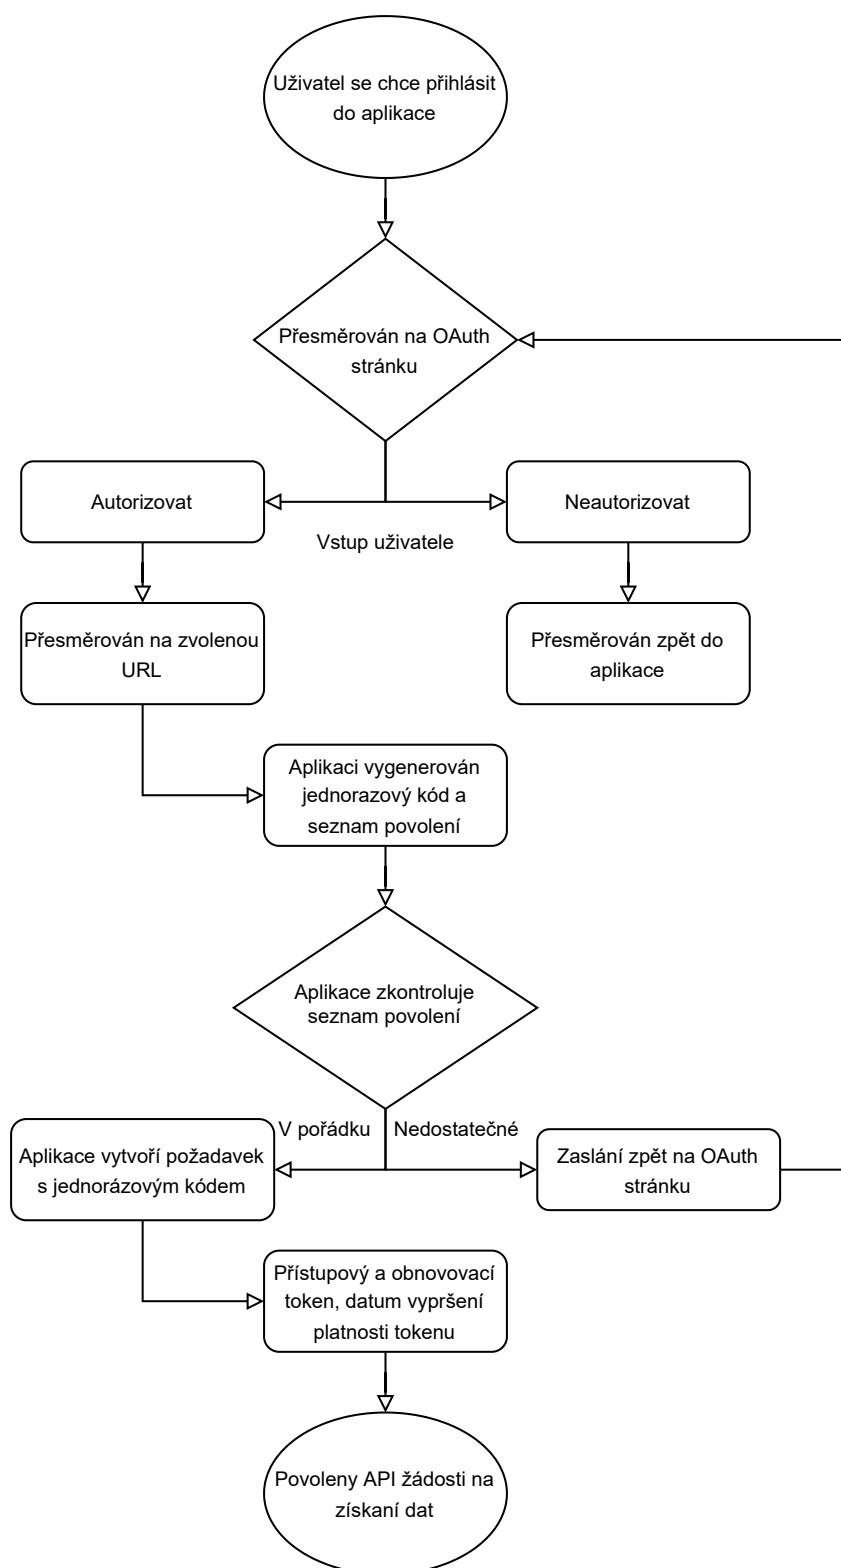 Uživatel se chce přihlásit
do aplikace
Přesměrován na OAuth
stránku
Autorizovat
Neautorizovat
Vstup uživatele
Přesměrován na zvolenou
URL
Přesměrován zpět do
aplikace
Aplikaci vygenerován
jednorazový kód a
seznam povolení
Aplikace zkontroluje
seznam povolení
V pořádku
Nedostatečné
Aplikace vytvoří požadavek
s jednorázovým kódem
Zaslání zpět na OAuth
stránku
Přístupový a obnovovací
token, datum vypršení
platnosti tokenu
Povoleny API žádosti na
získaní dat